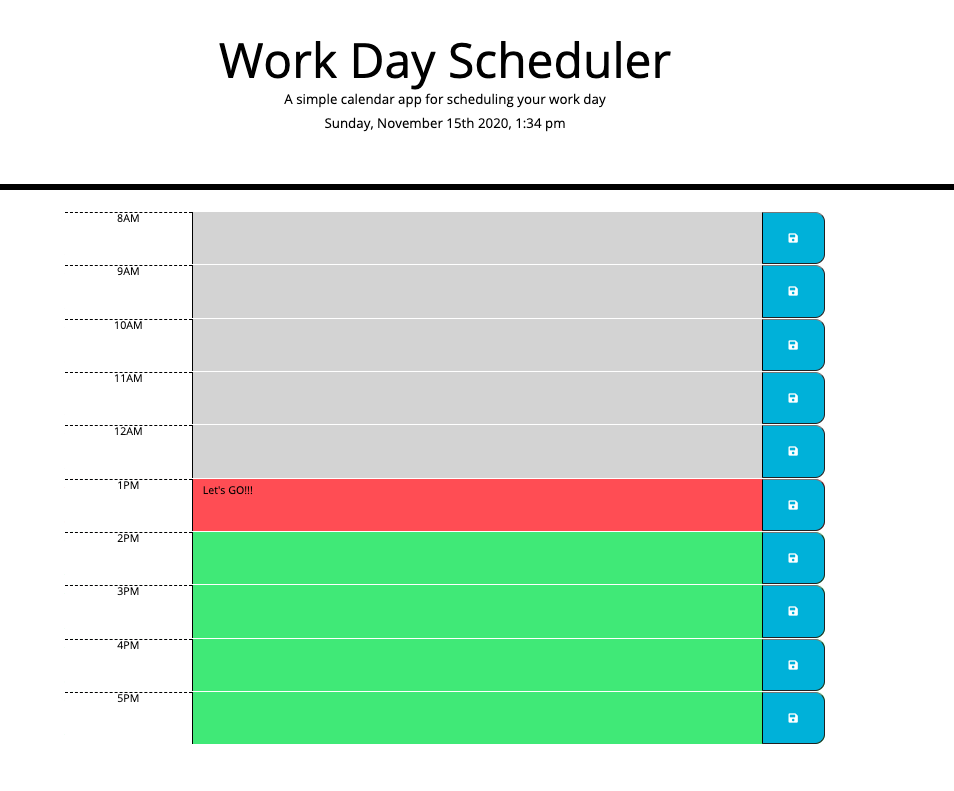 Work Day Scheduler
A simple calendar app for scheduling your work day
Sunday, November 15th 2020, 1:34 pm
8AM
9AM
10AM
11AM
12AM
1PM
Let's GO!!!
2PM
3PM
4PM
5PM